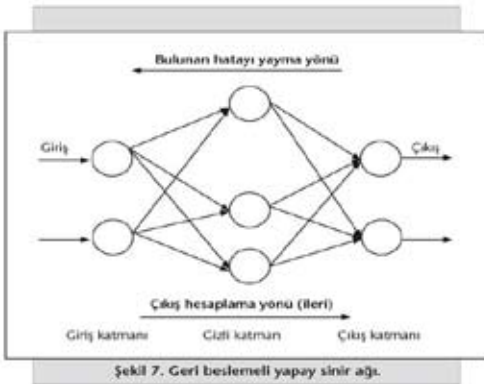 Bulunan hatayı yayma yönü
Giriş
Çıkış
Çıkış hesaplama yönü (ileri)
Giriş katmanı Gizli katman Çıkış katmanı
Şekil 7. Geri beslemeli yapay sinir ağı.